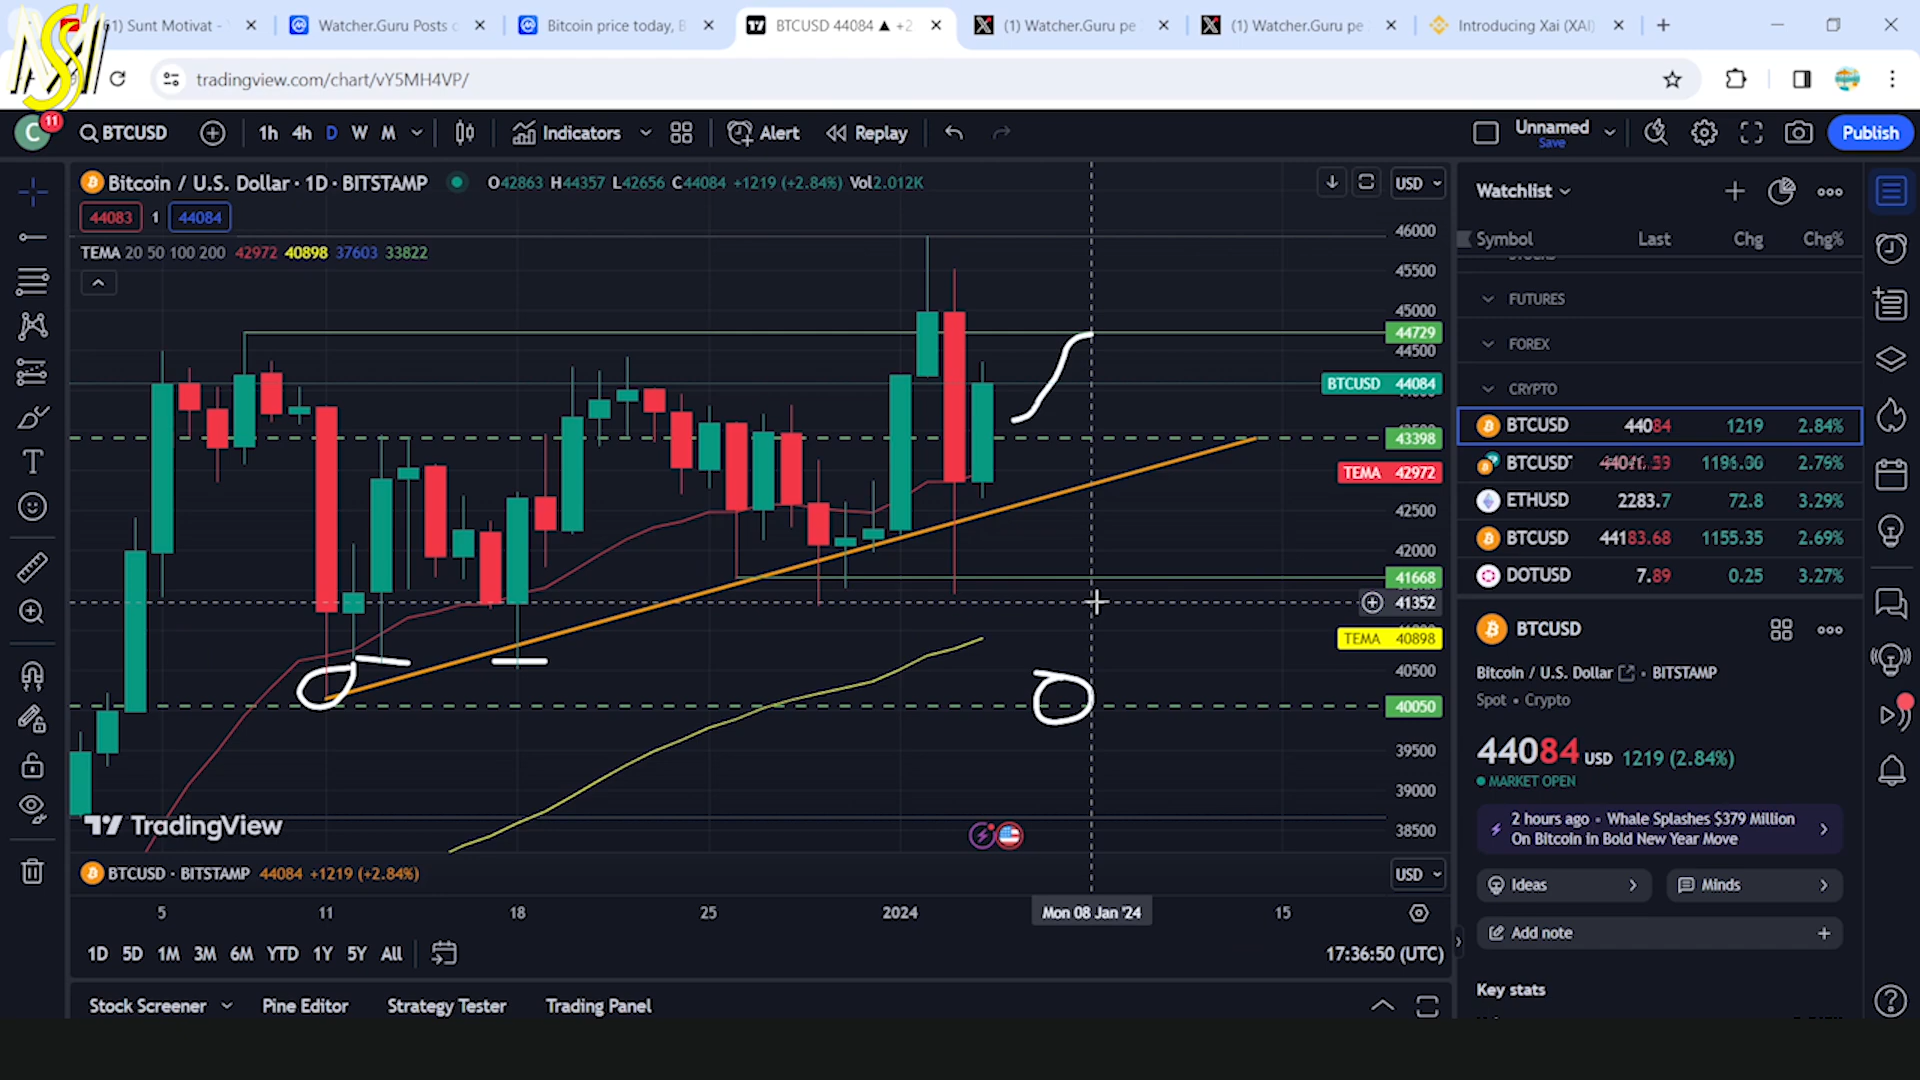 1) Sunt Motivat -
Watcher.Guru Posts
Bitcoin price today, B
BTCUSD 44084 ▲ +2
(1) Watcher.Guru pe
(1) Watcher.Guru pe
Introducing Xai (XAI)
tradingview.com/chart/vY5MH4VP/
C 11
BTCUSD
1h 4h D W M
Indicators
Alert
Replay
Unnamed
Save
Publish
Bitcoin / U.S. Dollar · 1D · BITSTAMP
O42863 H44357 L42656 C44084 +1219 (+2.84%) Vol2.012K
USD
44083 1 44084
TEMA 20 50 100 200 42972 40898 37603 33822
46000
45500
45000
44729
44500
BTCUSD 44084
43398
TEMA 42972
42500
42000
41668
41352
TEMA 40898
40500
40050
39500
39000
38500
TradingView
BTCUSD · BITSTAMP 44084 +1219 (+2.84%)
USD
5 11 18 25 2024 Mon 08 Jan '24 15
1D 5D 1M 3M 6M YTD 1Y 5Y All
17:36:50 (UTC)
Stock Screener Pine Editor Strategy Tester Trading Panel
Watchlist
Symbol Last Chg Chg%
FUTURES
FOREX
CRYPTO
BTCUSD 44084 1219 2.84%
BTCUSDT 2.79%
ETHUSD 2283.7 72.8 3.29%
BTCUSD 44183.68 1155.35 2.69%
DOTUSD 7.89 0.25 3.27%
BTCUSD
Bitcoin / U.S. Dollar • BITSTAMP
Spot • Crypto
44084 USD 1219 (2.84%)
MARKET OPEN
2 hours ago • Whale Splashes $379 Million
On Bitcoin in Bold New Year Move
Ideas
Minds
Add note
Key stats